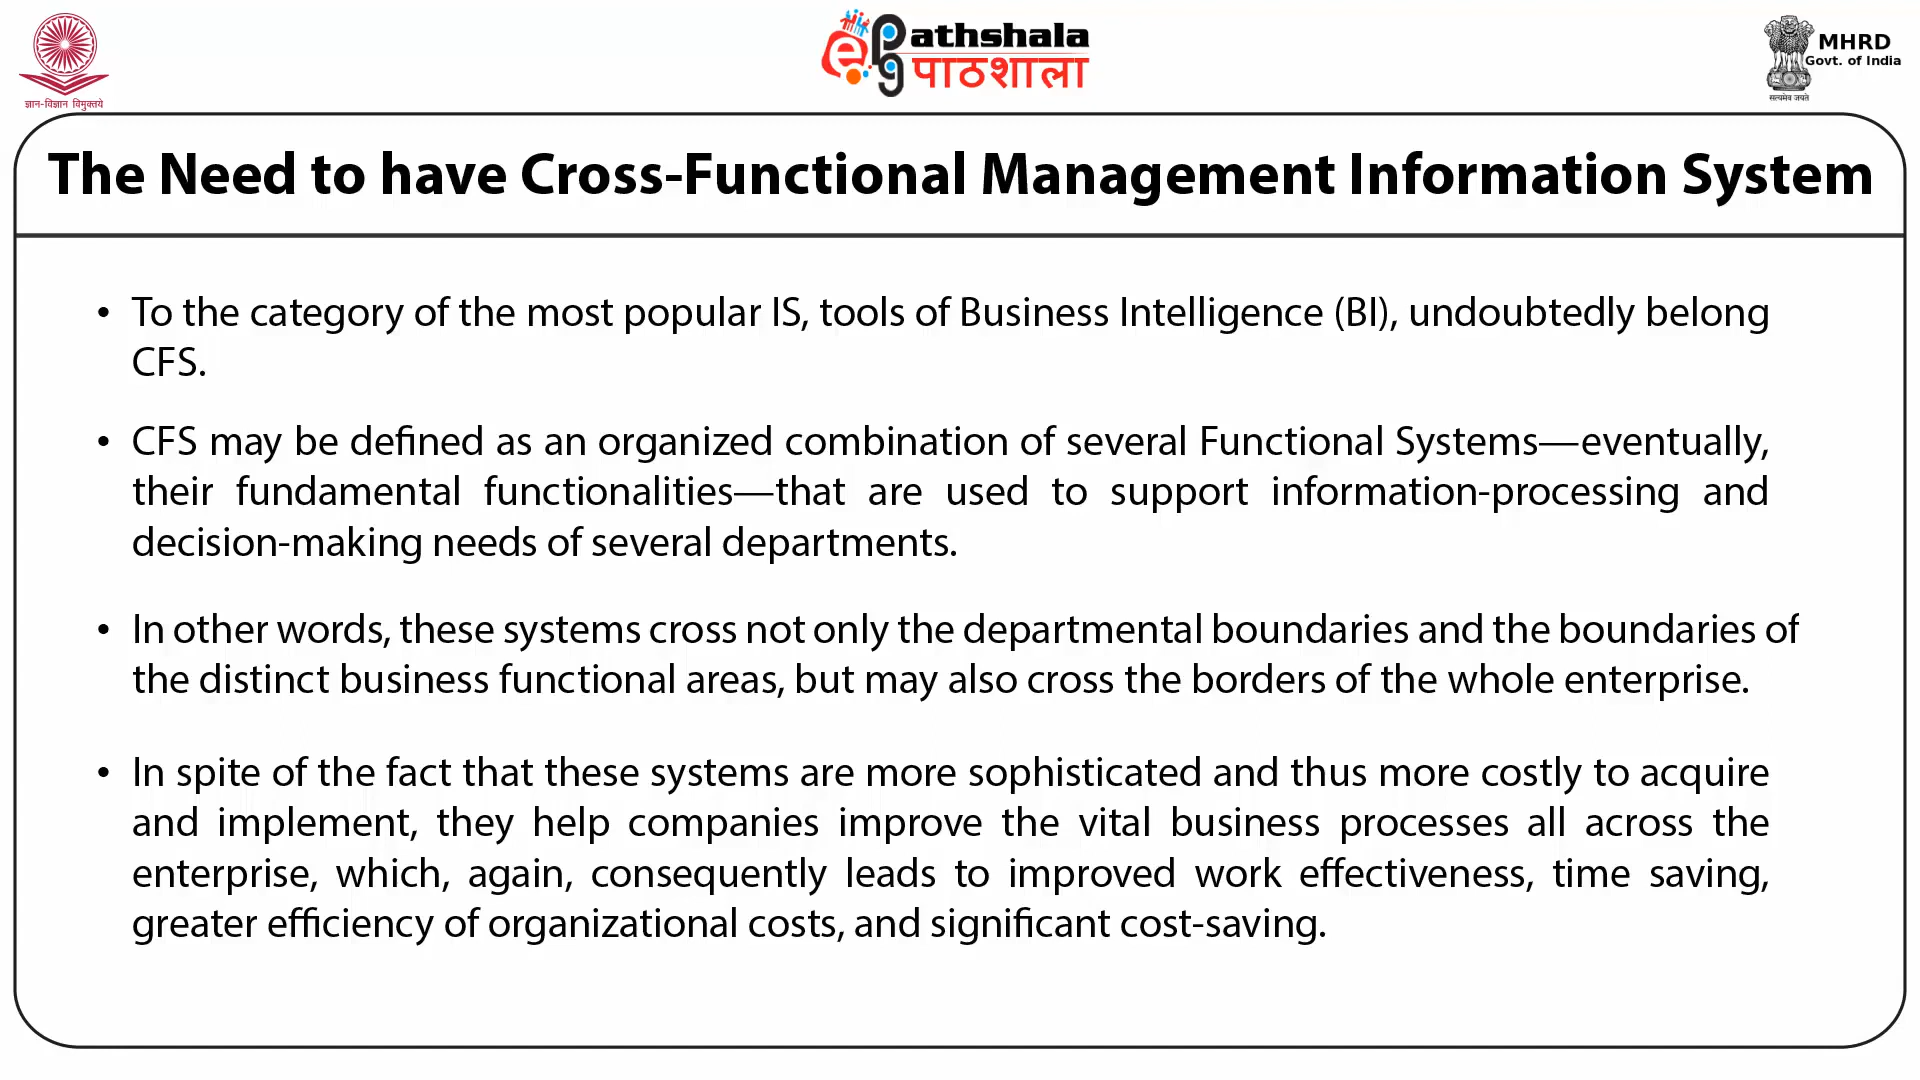 ज्ञान-विज्ञान विमुक्तये
ePathshala
पाठशाला
MHRD
Govt. of India
सत्यमेव जयते
The Need to have Cross-Functional Management Information System
• To the category of the most popular IS, tools of Business Intelligence (BI), undoubtedly belong
CFS.
• CFS may be defined as an organized combination of several Functional Systems—eventually,
their fundamental functionalities—that are used to support information-processing and
decision-making needs of several departments.
• In other words, these systems cross not only the departmental boundaries and the boundaries of
the distinct business functional areas, but may also cross the borders of the whole enterprise.
• In spite of the fact that these systems are more sophisticated and thus more costly to acquire
and implement, they help companies improve the vital business processes all across the
enterprise, which, again, consequently leads to improved work effectiveness, time saving,
greater efficiency of organizational costs, and significant cost-saving.